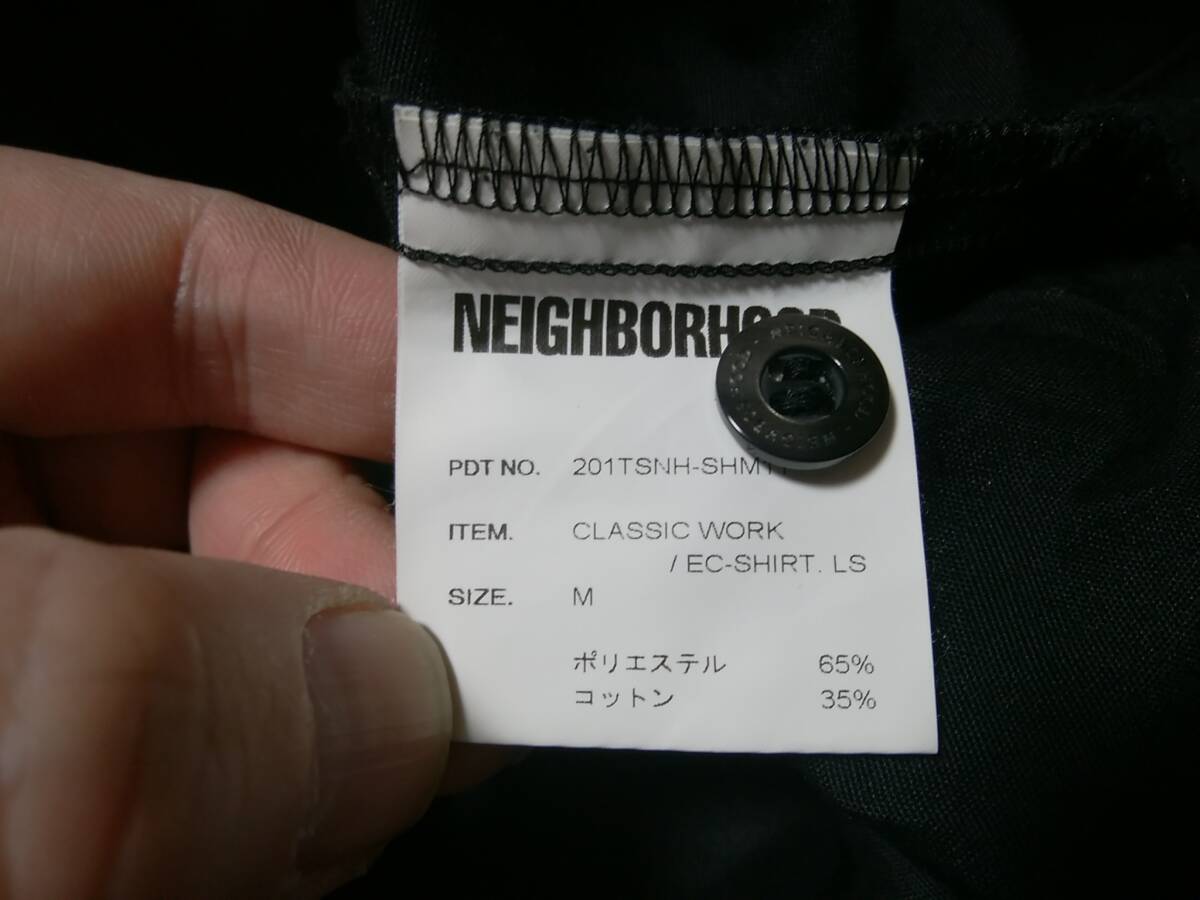 NEIGHBORHOOD
PDT NO. 201TSNH-SHM
ITEM. CLASSIC WORK
/ EC-SHIRT. LS
SIZE. M
ポリエステル 65%
コットン 35%